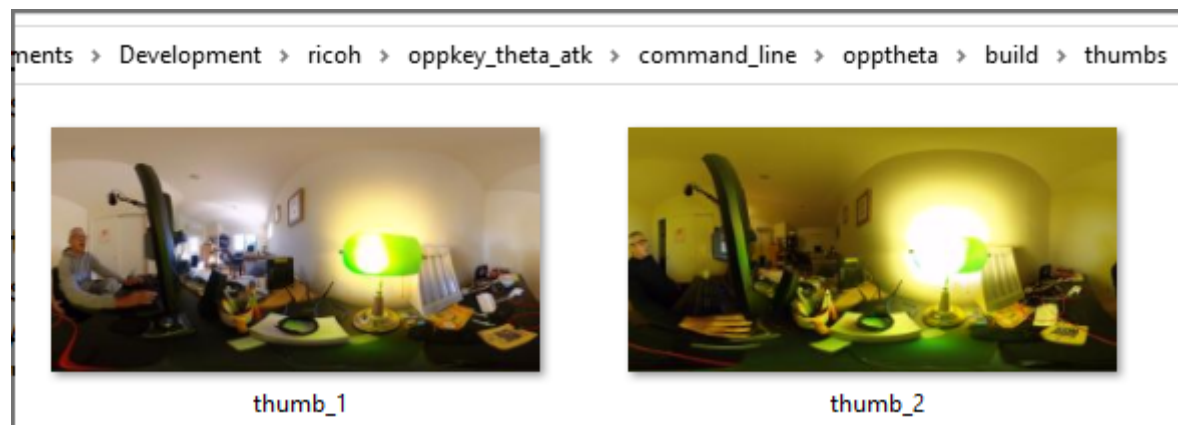 ments > Development > ricoh > oppkey_theta_atk > command_line > opptheta > build > thumbs
thumb_1
thumb_2